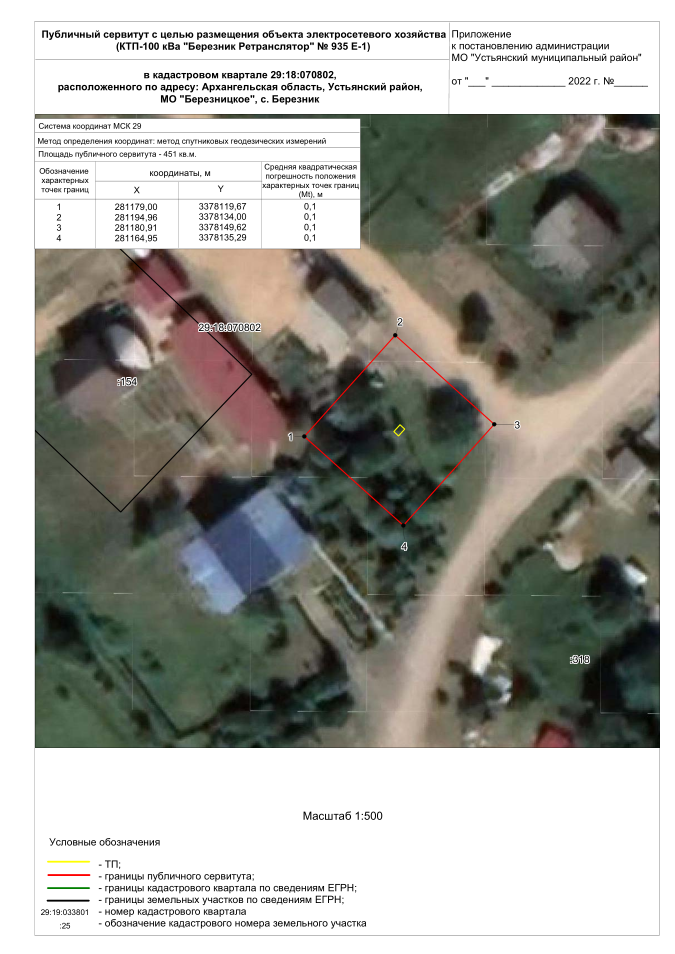 Публичный сервитут с целью размещения объекта электросетевого хозяйства
(КТП-100 кВа "Березник Ретранслятор" № 935 Е-1)
в кадастровом квартале 29:18:070802,
расположенного по адресу: Архангельская область, Устьянский район,
МО "Березницкое", с. Березник
Приложение
к постановлению администрации
МО "Устьянский муниципальный район"
от "___" _____________ 2022 г. №______
Система координат МСК 29
Метод определения координат: метод спутниковых геодезических измерений
Площадь публичного сервитута - 451 кв.м.
Обозначение характерных точек границ
координаты, м
X Y
Средняя квадратическая погрешность положения характерных точек границ (Mt), м
1 281179,00 3378119,67 0,1
2 281194,96 3378134,00 0,1
3 281180,91 3378149,62 0,1
4 281164,95 3378135,29 0,1
2
29:18:070802
:154
3
1
4
:318
Масштаб 1:500
Условные обозначения
- ТП;
- границы публичного сервитута;
- границы кадастрового квартала по сведениям ЕГРН;
- границы земельных участков по сведениям ЕГРН;
29:19:033801 - номер кадастрового квартала
:25 - обозначение кадастрового номера земельного участка